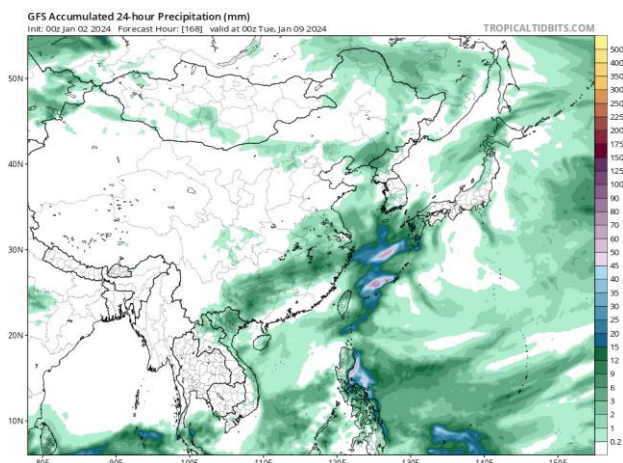 GFS Accumulated 24-hour Precipitation (mm)
Init: 00z Jan 02 2024 Forecast Hour: [168] valid at 00z Tue, Jan 09 2024
TROPICALTIDBITS.COM
50N
40N
30N
20N
10N
80E
90E
100E
110E
120E
130E
140E
150E
500
450
400
350
300
250
225
200
175
150
125
100
90
80
70
60
50
45
40
35
30
25
20
15
12
9
6
3
2
1
0.2